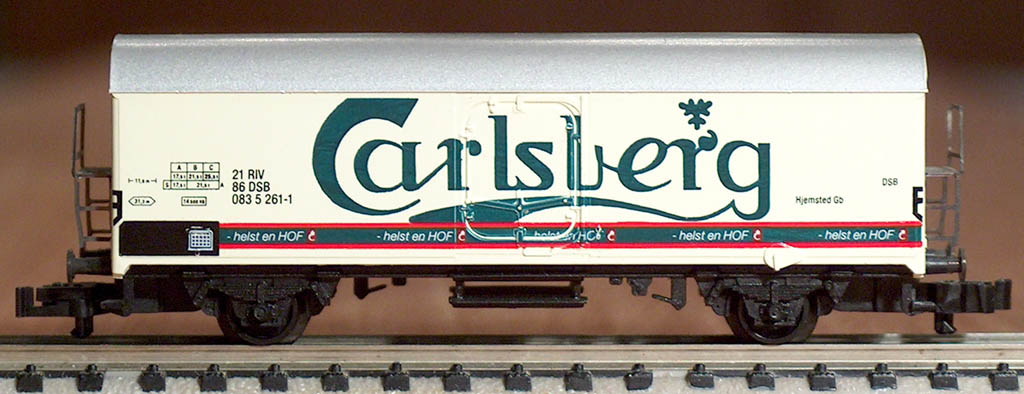 Carlsberg
A B C
S
A
21 RIV
86 DSB
083 5 261-1
DSB
Hjemsted Gb
- helst en HOF - helst en HOF - helst en HOF - helst en HOF - helst en HOF